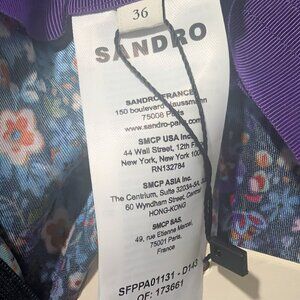 36
SANDRO
SANDRO FRANCE
150 boulevard Haussmann
75008 Paris
www.sandro-paris.com
SMCP USA Inc.
44 Wall Street, 12th
New York, New York
RN132784
SMCP ASIA Inc.
The Centrium, Suite
60 Wyndham Street, Central
HONG-KONG
SMCP SAS.
49, rue Etienne Marcel,
75001 Paris.
France
SFPPA01131 - D143
OF: 173661